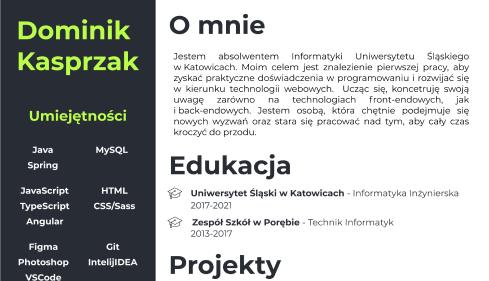 Dominik
Kasprzak
Umiejętności
Java MySQL
Spring
JavaScript HTML
TypeScript CSS/Sass
Angular
Figma Git
Photoshop IntelijIDEA
VSCode
O mnie
Jestem absolwentem Informatyki Uniwersytetu Śląskiego
w Katowicach. Moim celem jest znalezienie pierwszej pracy, aby
zyskać praktyczne doświadczenia w programowaniu i rozwijać się
w kierunku technologii webowych. Ucząc się, koncetruję swoją
uwagę zarówno na technologiach front-endowych, jak
i back-endowych. Jestem osobą, która chętnie podejmuje się
nowych wyzwań oraz stara się pracować nad tym, aby cały czas
kroczyć do przodu.
Edukacja
Uniwersytet Śląski w Katowicach - Informatyka Inżynierska
2017-2021
Zespół Szkół w Porębie - Technik Informatyk
2013-2017
Projekty